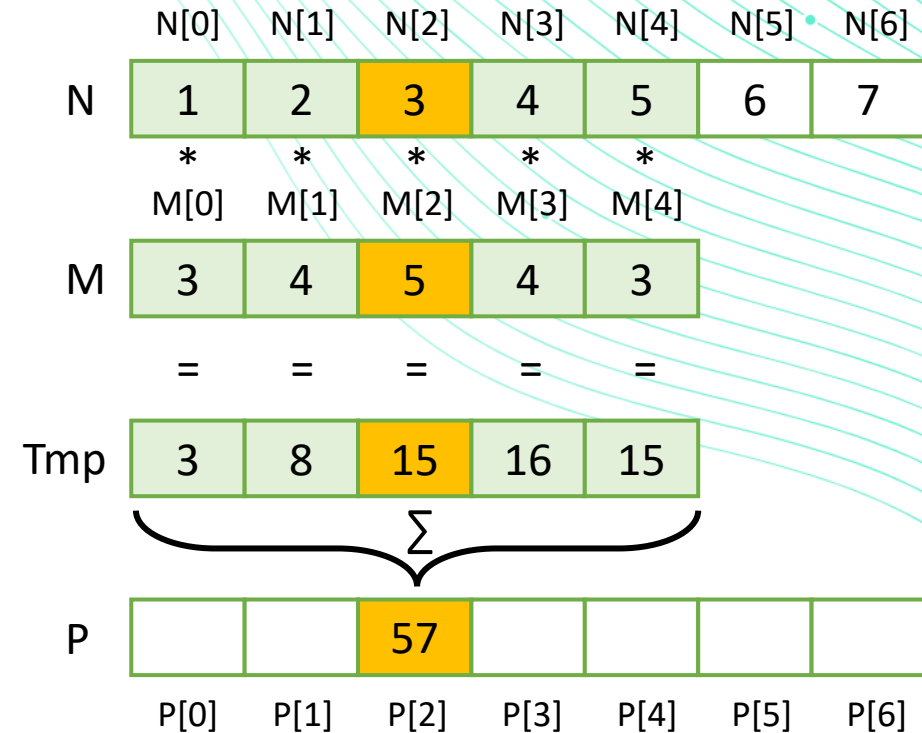 N[0] N[1] N[2] N[3] N[4] N[5] N[6]
N 1 2 3 4 5 6 7
* * * * *
M[0] M[1] M[2] M[3] M[4]
M 3 4 5 4 3
= = = = =
Tmp 3 8 15 16 15
∑
P 57
P[0] P[1] P[2] P[3] P[4] P[5] P[6]